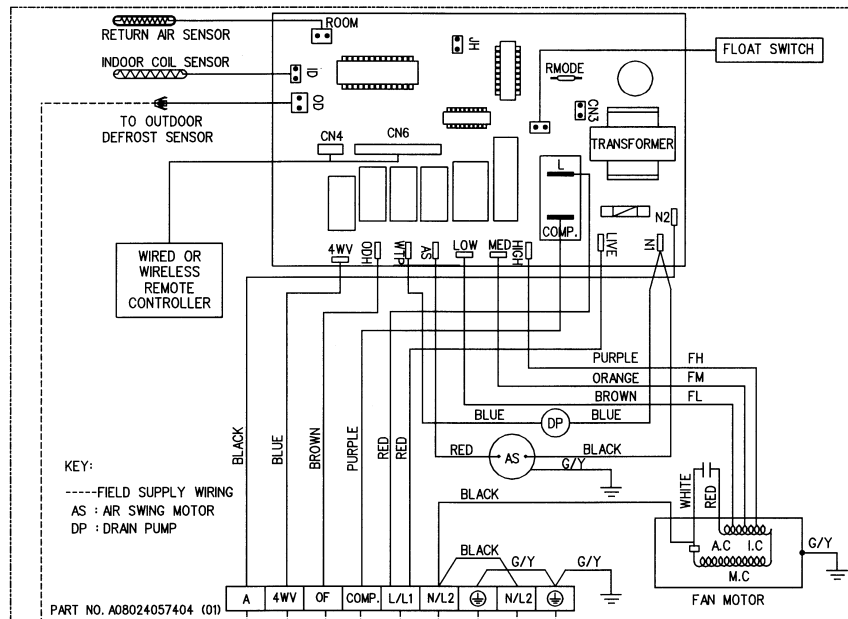 ROOM
RETURN AIR SENSOR
INDOOR COIL SENSOR
ID
OD
TO OUTDOOR
DEFROST SENSOR
JH
RMODE
FLOAT SWITCH
CN3
TRANSFORMER
CN4
CN6
L
COMP.
WIRED OR
WIRELESS
REMOTE
CONTROLLER
4WV
ODH
WTP
AS
LOW
MED
HIGH
LIVE
N1
N2
PURPLE FH
ORANGE FM
BROWN FL
BLUE DP BLUE
RED AS BLACK
G/Y
BLACK
BLUE
BROWN
PURPLE
RED
RED
KEY:
-----FIELD SUPPLY WIRING
AS : AIR SWING MOTOR
DP : DRAIN PUMP
BLACK
WHITE
RED
A.C I.C
M.C
G/Y
FAN MOTOR
BLACK
G/Y
G/Y
PART NO. A08024057404 (01)
A 4WV OF COMP. L/L1 N/L2 N/L2